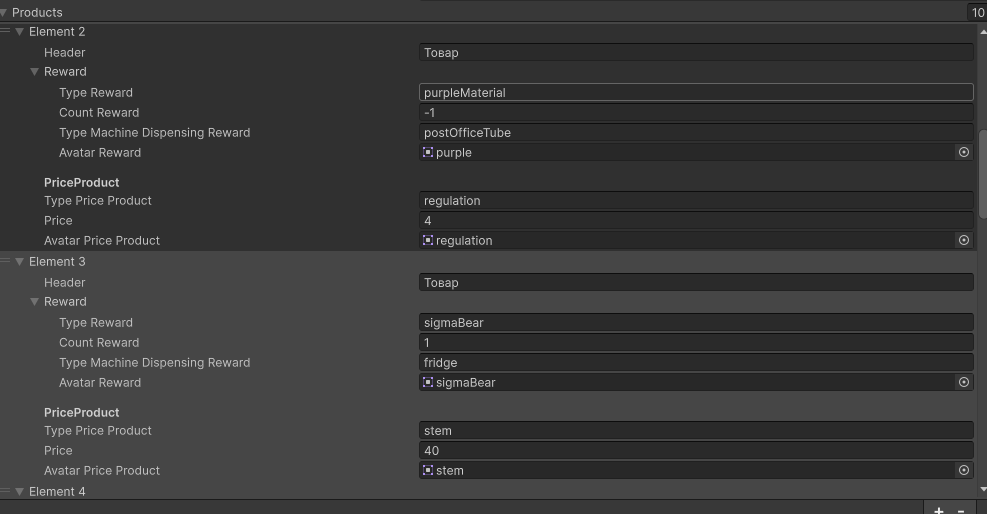 Products 10
Element 2
Header Товар
Reward
Type Reward purpleMaterial
Count Reward -1
Type Machine Dispensing Reward postOfficeTube
Avatar Reward purple
PriceProduct
Type Price Product regulation
Price 4
Avatar Price Product regulation
Element 3
Header Товар
Reward
Type Reward sigmaBear
Count Reward 1
Type Machine Dispensing Reward fridge
Avatar Reward sigmaBear
PriceProduct
Type Price Product stem
Price 40
Avatar Price Product stem
Element 4
+ -